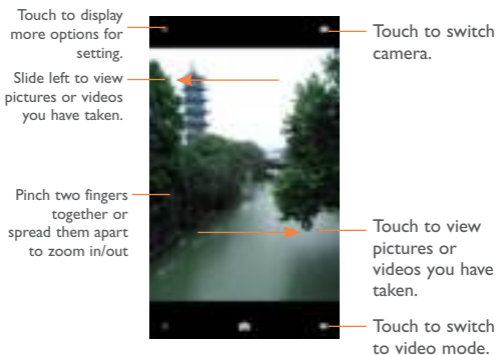 Touch to display
more options for
setting.
Slide left to view
pictures or videos
you have taken.
Pinch two fingers
together or
spread them apart
to zoom in/out
Touch to switch
camera.
Touch to view
pictures or
videos you have
taken.
Touch to switch
to video mode.